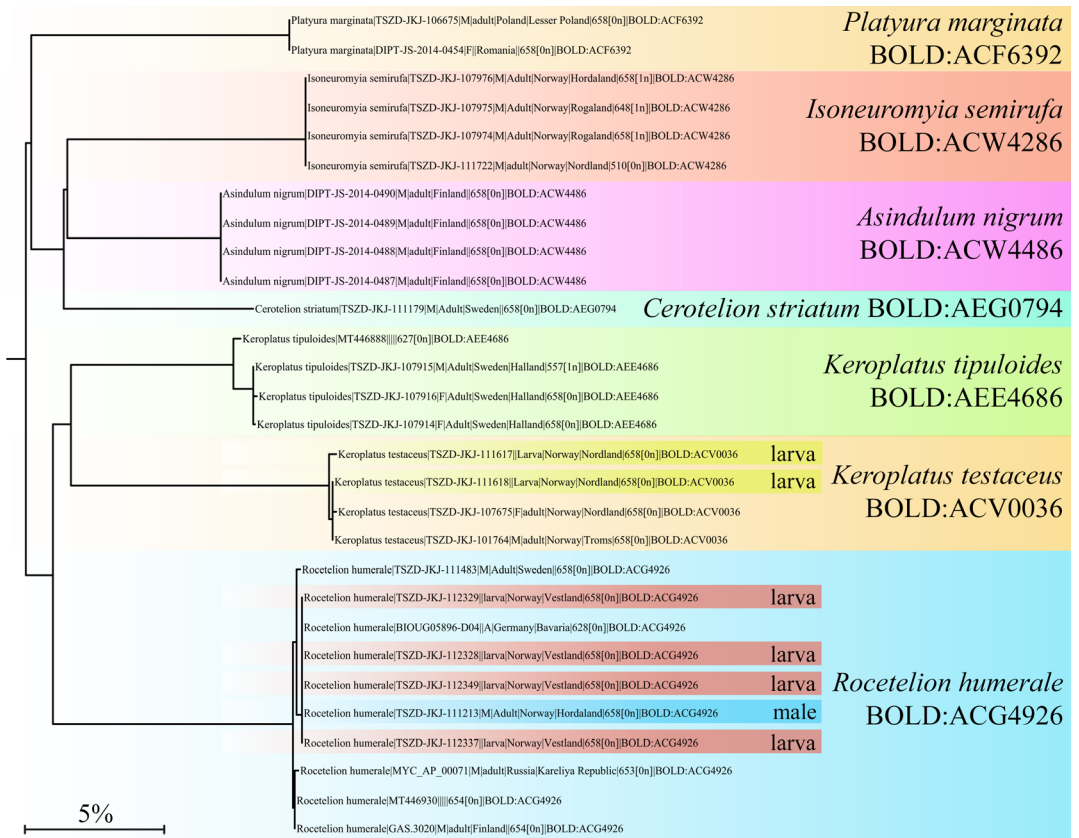 Platyura marginata|TSZD-JKJ-106675|M|adult|Poland|Lesser Poland|658[0n]|BOLD:ACF6392
Platyura marginata|DIPT-JS-2014-0454|F||Romania||658[0n]|BOLD:ACF6392
Platyura marginata
BOLD:ACF6392
Isoneuromyia semirufa|TSZD-JKJ-107976|M|Adult|Norway|Hordaland|658[1n]|BOLD:ACW4286
Isoneuromyia semirufa|TSZD-JKJ-107975|M|Adult|Norway|Rogaland|648[1n]|BOLD:ACW4286
Isoneuromyia semirufa|TSZD-JKJ-107974|M|Adult|Norway|Rogaland|658[1n]|BOLD:ACW4286
Isoneuromyia semirufa|TSZD-JKJ-111722|M|adult|Norway|Nordland|510[0n]|BOLD:ACW4286
Isoneuromyia semirufa
BOLD:ACW4286
Asindulum nigrum|DIPT-JS-2014-0490|M|adult|Finland||658[0n]|BOLD:ACW4486
Asindulum nigrum|DIPT-JS-2014-0489|M|adult|Finland||658[0n]|BOLD:ACW4486
Asindulum nigrum|DIPT-JS-2014-0488|M|adult|Finland||658[0n]|BOLD:ACW4486
Asindulum nigrum|DIPT-JS-2014-0487|M|adult|Finland||658[0n]|BOLD:ACW4486
Asindulum nigrum
BOLD:ACW4486
Cerotelion striatum|TSZD-JKJ-111179|M|Adult|Sweden||658[0n]|BOLD:AEG0794
Cerotelion striatum BOLD:AEG0794
Keroplatus tipuloides|MT446888|||||627[0n]|BOLD:AEE4686
Keroplatus tipuloides|TSZD-JKJ-107915|M|Adult|Sweden|Halland|557[1n]|BOLD:AEE4686
Keroplatus tipuloides|TSZD-JKJ-107916|F|Adult|Sweden|Halland|658[0n]|BOLD:AEE4686
Keroplatus tipuloides|TSZD-JKJ-107914|F|Adult|Sweden|Halland|658[0n]|BOLD:AEE4686
Keroplatus tipuloides
BOLD:AEE4686
Keroplatus testaceus|TSZD-JKJ-111617||Larva|Norway|Nordland|658[0n]|BOLD:ACV0036 larva
Keroplatus testaceus|TSZD-JKJ-111618||Larva|Norway|Nordland|658[0n]|BOLD:ACV0036 larva
Keroplatus testaceus|TSZD-JKJ-107675|F|adult|Norway|Nordland|658[0n]|BOLD:ACV0036
Keroplatus testaceus|TSZD-JKJ-101764|M|adult|Norway|Troms|658[0n]|BOLD:ACV0036
Keroplatus testaceus
BOLD:ACV0036
Rocetelion humerale|TSZD-JKJ-111483|M|Adult|Sweden||658[0n]|BOLD:ACG4926
Rocetelion humerale|TSZD-JKJ-112329||larva|Norway|Vestland|658[0n]|BOLD:ACG4926 larva
Rocetelion humerale|BIOUG05896-D04||A|Germany|Bavaria|628[0n]|BOLD:ACG4926
Rocetelion humerale|TSZD-JKJ-112328||larva|Norway|Vestland|658[0n]|BOLD:ACG4926 larva
Rocetelion humerale|TSZD-JKJ-112349||larva|Norway|Vestland|658[0n]|BOLD:ACG4926 larva
Rocetelion humerale|TSZD-JKJ-111213|M|Adult|Norway|Hordaland|658[0n]|BOLD:ACG4926 male
Rocetelion humerale|TSZD-JKJ-112337||larva|Norway|Vestland|658[0n]|BOLD:ACG4926 larva
Rocetelion humerale|MYC_AP_00071|M|adult|Russia|Kareliya Republic|653[0n]|BOLD:ACG4926
Rocetelion humerale|MT446930|||||654[0n]|BOLD:ACG4926
Rocetelion humerale|GAS.3020|M|adult|Finland||654[0n]|BOLD:ACG4926
Rocetelion humerale
BOLD:ACG4926
5%